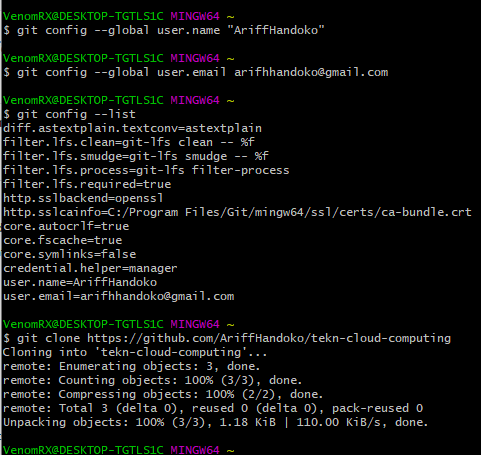 VenomRX@DESKTOP-TGTLS1C MINGW64 ~
$ git config --global user.name "AriffHandoko"
VenomRX@DESKTOP-TGTLS1C MINGW64 ~
$ git config --global user.email arifhhandoko@gmail.com
VenomRX@DESKTOP-TGTLS1C MINGW64 ~
$ git config --list
diff.astextplain.textconv=astextplain
filter.lfs.clean=git-lfs clean -- %f
filter.lfs.smudge=git-lfs smudge -- %f
filter.lfs.process=git-lfs filter-process
filter.lfs.required=true
http.sslbackend=openssl
http.sslcainfo=C:/Program Files/Git/mingw64/ssl/certs/ca-bundle.crt
core.autocrlf=true
core.fscache=true
core.symlinks=false
credential.helper=manager
user.name=AriffHandoko
user.email=arifhhandoko@gmail.com
VenomRX@DESKTOP-TGTLS1C MINGW64 ~
$ git clone https://github.com/AriffHandoko/tekn-cloud-computing
Cloning into 'tekn-cloud-computing'...
remote: Enumerating objects: 3, done.
remote: Counting objects: 100% (3/3), done.
remote: Compressing objects: 100% (2/2), done.
remote: Total 3 (delta 0), reused 0 (delta 0), pack-reused 0
Unpacking objects: 100% (3/3), 1.18 KiB | 110.00 KiB/s, done.
VenomRX@DESKTOP-TGTLS1C MINGW64 ~